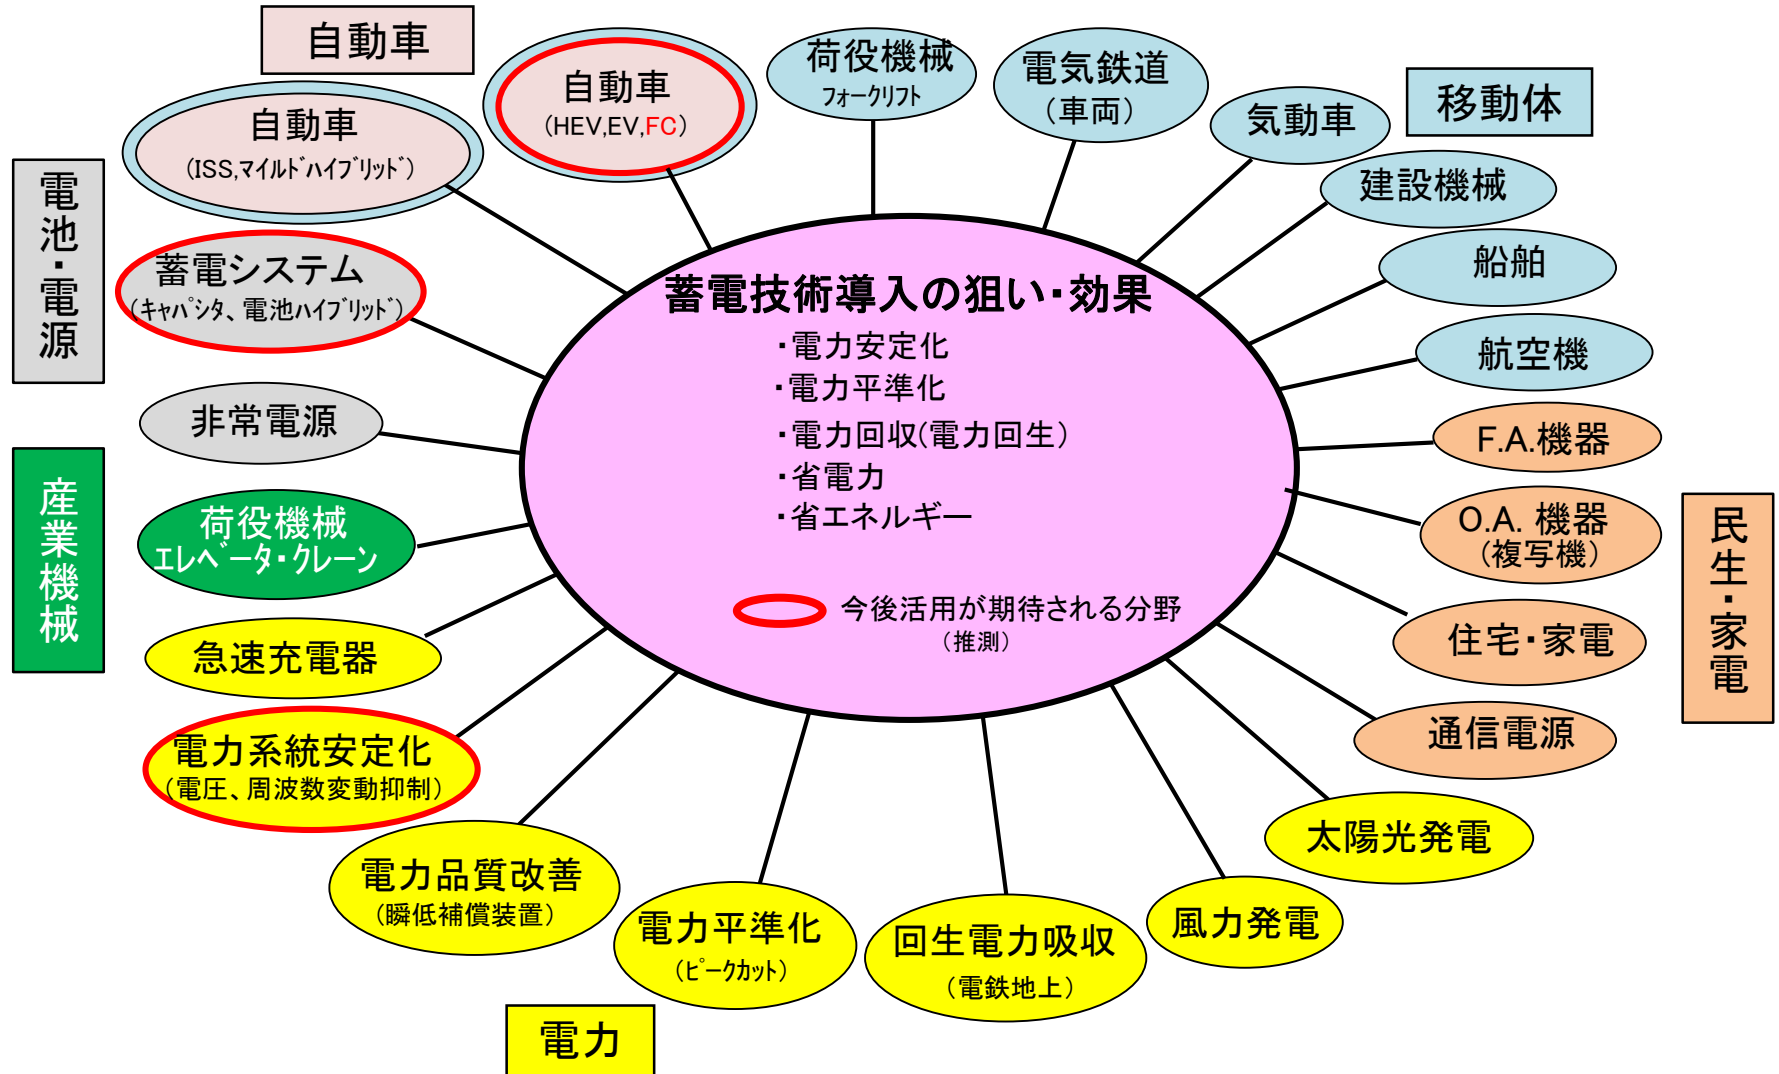 自動車
自動車
(HEV,EV,FC)
荷役機械
フォークリフト
電気鉄道
(車両)
気動車
移動体
自動車
(ISS,マイルドハイブリッド)
建設機械
電池・電源
蓄電システム
(キャパシタ、電池ハイブリッド)
船舶
航空機
非常電源
蓄電技術導入の狙い・効果
・電力安定化
・電力平準化
・電力回収(電力回生)
・省電力
・省エネルギー
今後活用が期待される分野
(推測)
F.A.機器
O.A. 機器
(複写機)
民生・家電
住宅・家電
通信電源
産業機械
荷役機械
エレベータ・クレーン
急速充電器
電力系統安定化
(電圧、周波数変動抑制)
電力品質改善
(瞬低補償装置)
電力平準化
(ピークカット)
回生電力吸収
(電鉄地上)
風力発電
太陽光発電
電力